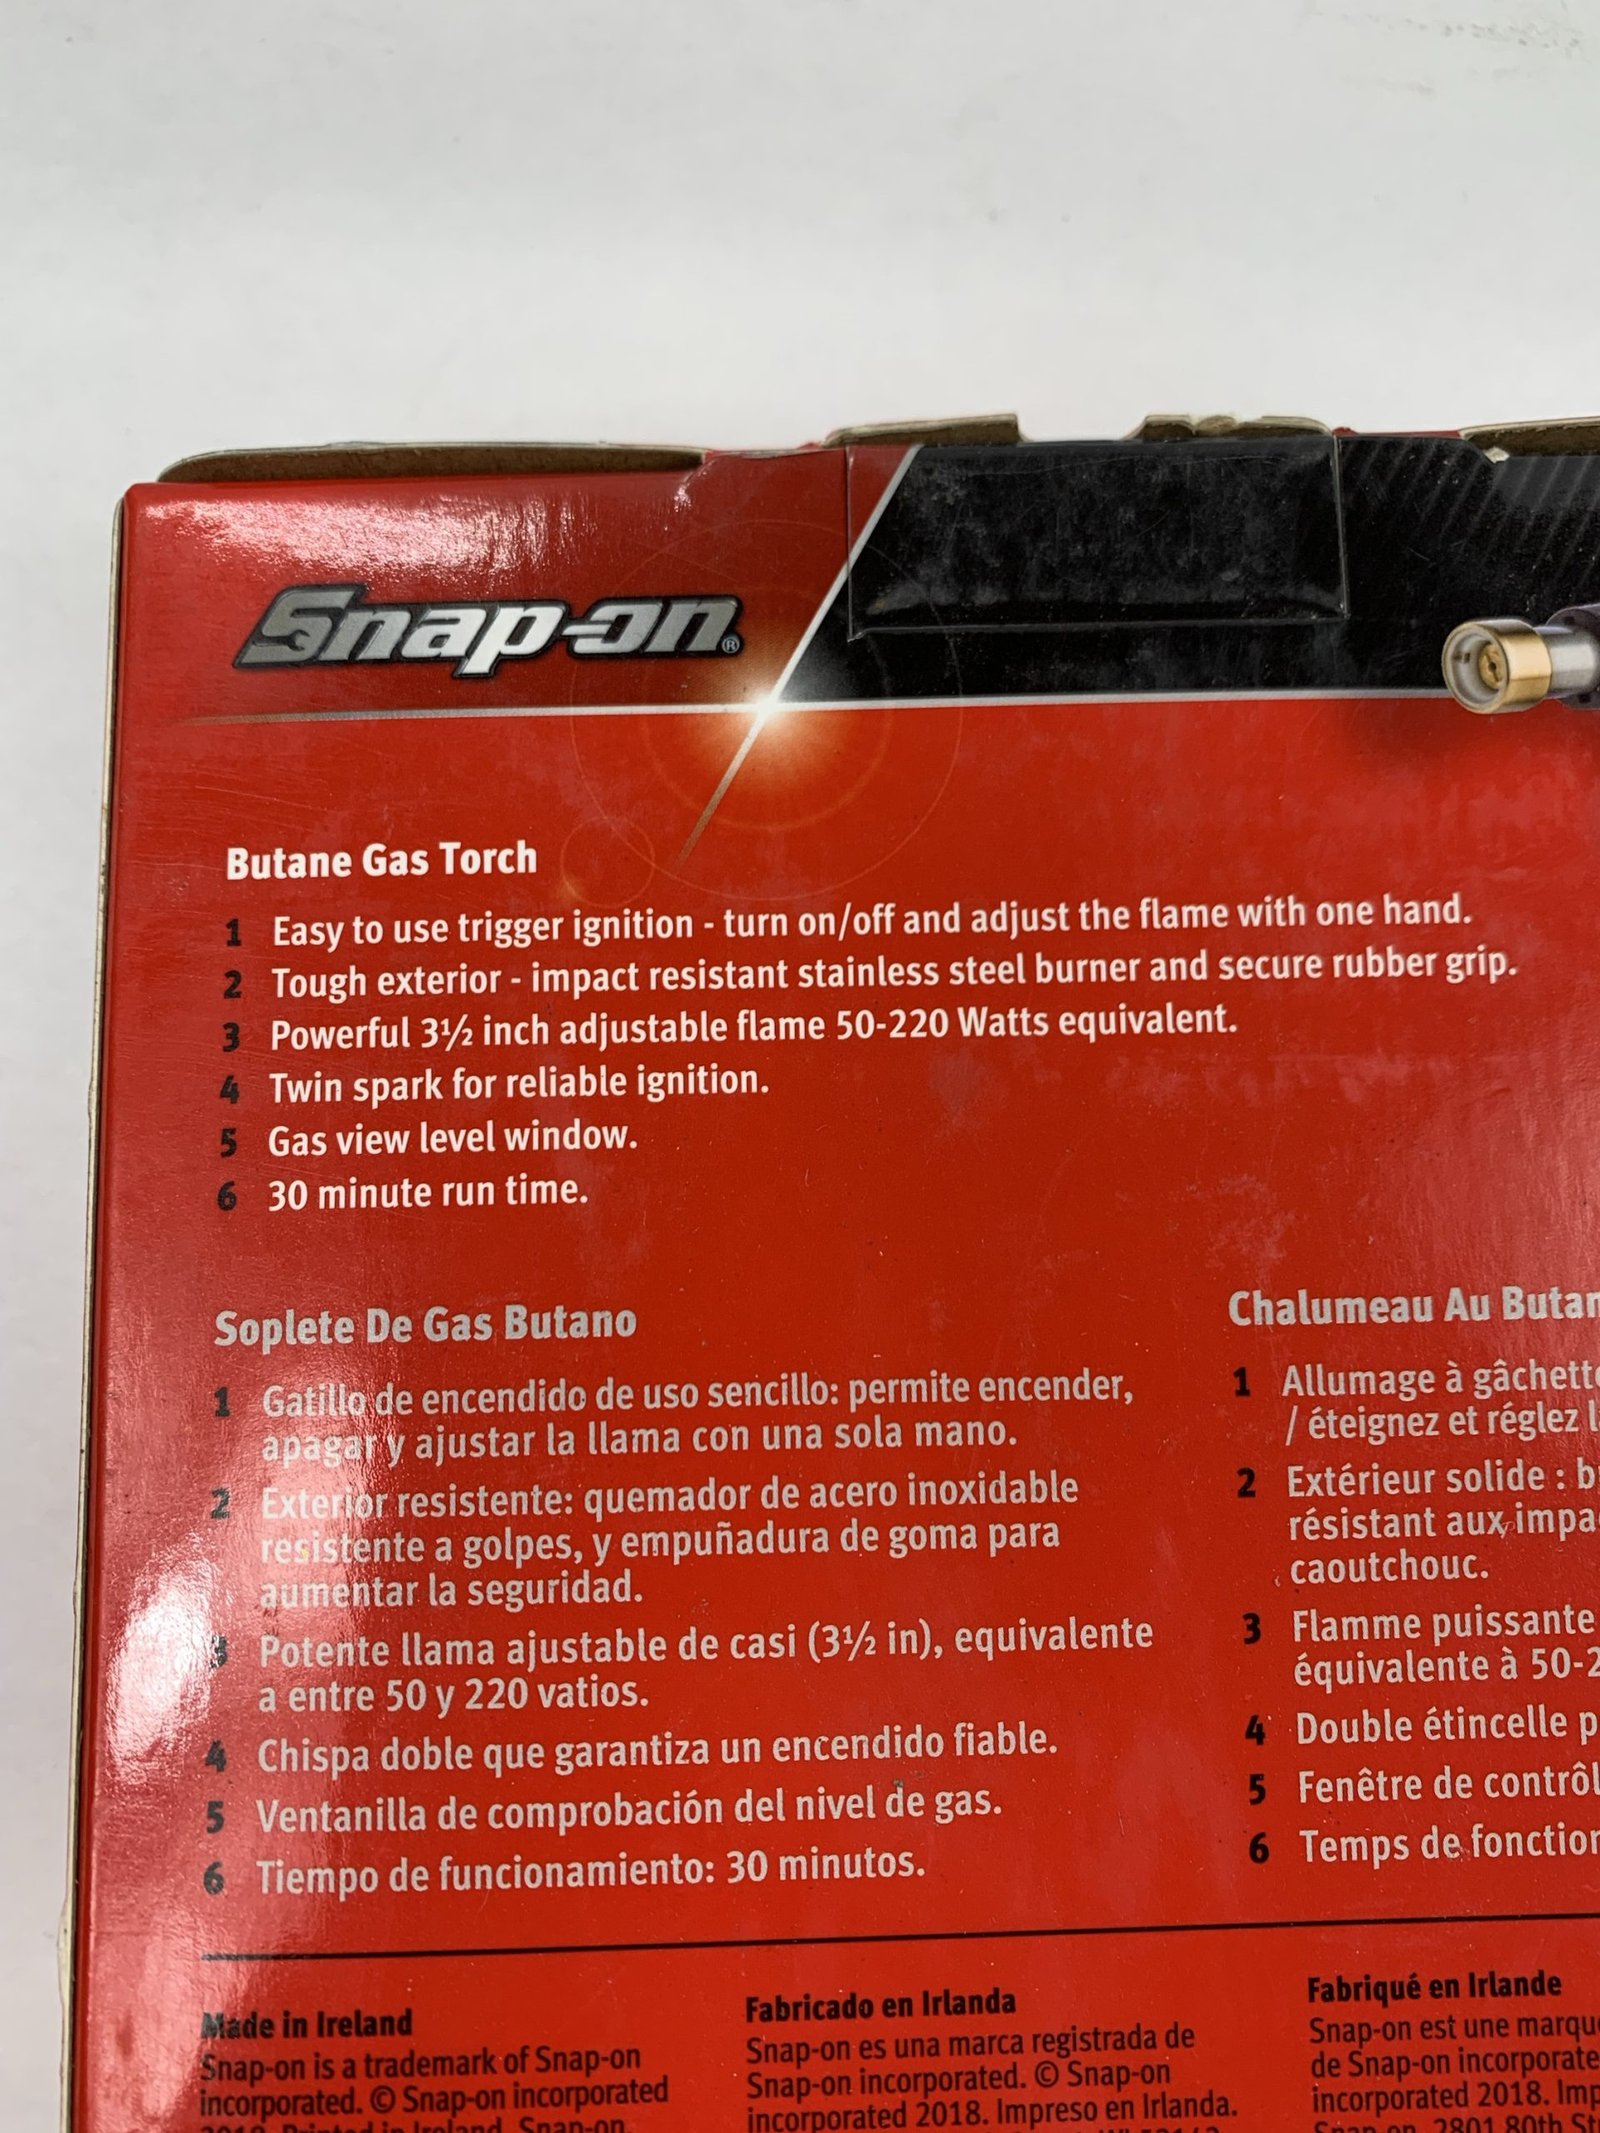 Snap-on®
Butane Gas Torch
1 Easy to use trigger ignition - turn on/off and adjust the flame with one hand.
2 Tough exterior - impact resistant stainless steel burner and secure rubber grip.
3 Powerful 3½ inch adjustable flame 50-220 Watts equivalent.
4 Twin spark for reliable ignition.
5 Gas view level window.
6 30 minute run time.
Soplete De Gas Butano
1 Gatillo de encendido de uso sencillo: permite encender,
apagar y ajustar la llama con una sola mano.
2 Exterior resistente: quemador de acero inoxidable
resistente a golpes, y empuñadura de goma para
aumentar la seguridad.
3 Potente llama ajustable de casi (3½ in), equivalente
a entre 50 y 220 vatios.
4 Chispa doble que garantiza un encendido fiable.
5 Ventanilla de comprobación del nivel de gas.
6 Tiempo de funcionamiento: 30 minutos.
Chalumeau Au
1 Allumage à
/ éteignez et réglez
2 Extérieur solide :
résistant aux
caoutchouc.
3 Flamme puissante
équivalente à
4 Double étincelle
5 Fenêtre de
6 Temps de
Made in Ireland
Snap-on is a trademark of Snap-on
incorporated. © Snap-on incorporated
2018. Printed in Ireland. Snap-on,
Fabricado en Irlanda
Snap-on es una marca registrada de
Snap-on incorporated. © Snap-on
incorporated 2018. Impreso en Irlanda.
Fabriqué en Irlande
Snap-on est une
de Snap-on
incorporated 2018.
Snap-on, 2801 80th